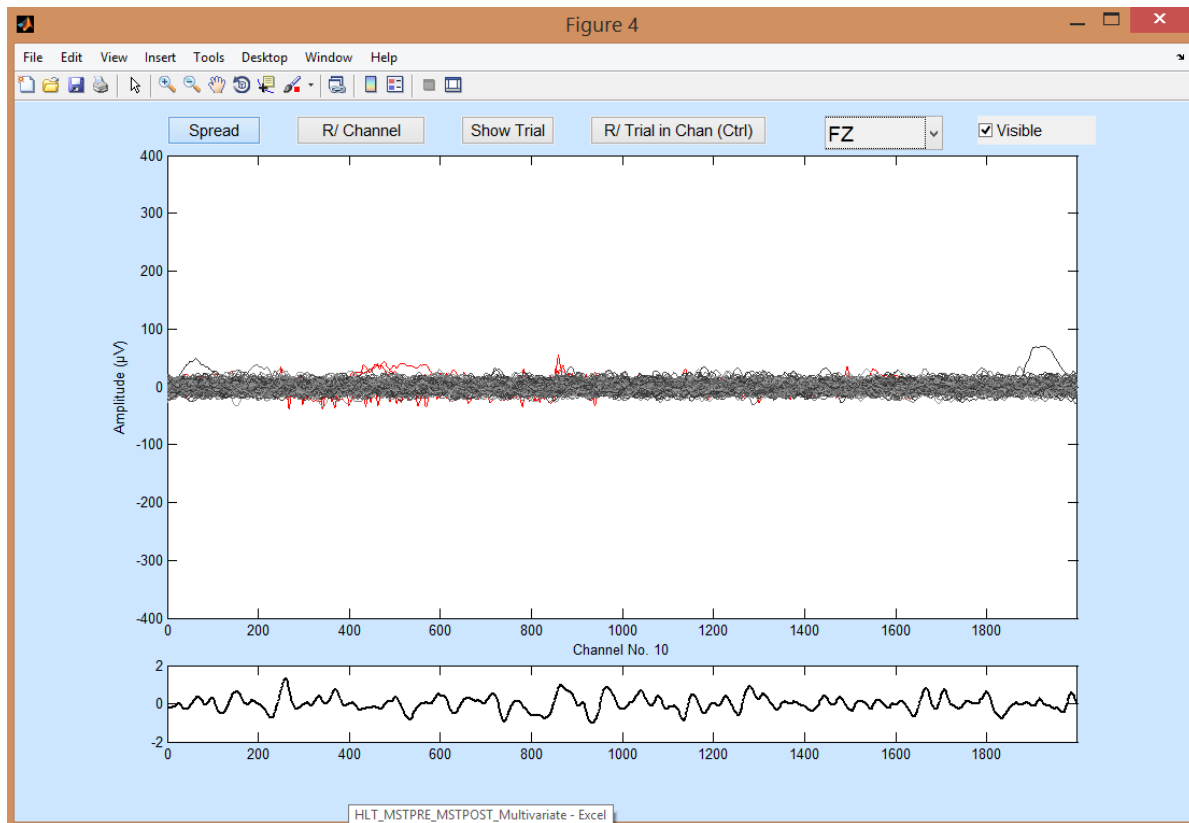 Figure 4
File Edit View Insert Tools Desktop Window Help
Spread R/ Channel Show Trial R/ Trial in Chan (Ctrl) FZ Visible
400
300
200
100
0
-100
-200
-300
-400
Amplitude (µV)
0 200 400 600 800 1000 1200 1400 1600 1800
Channel No. 10
2
0
-2
0 200 400 600 800 1000 1200 1400 1600 1800
HLT_MSTPRE_MSTPOST_Multivariate - Excel